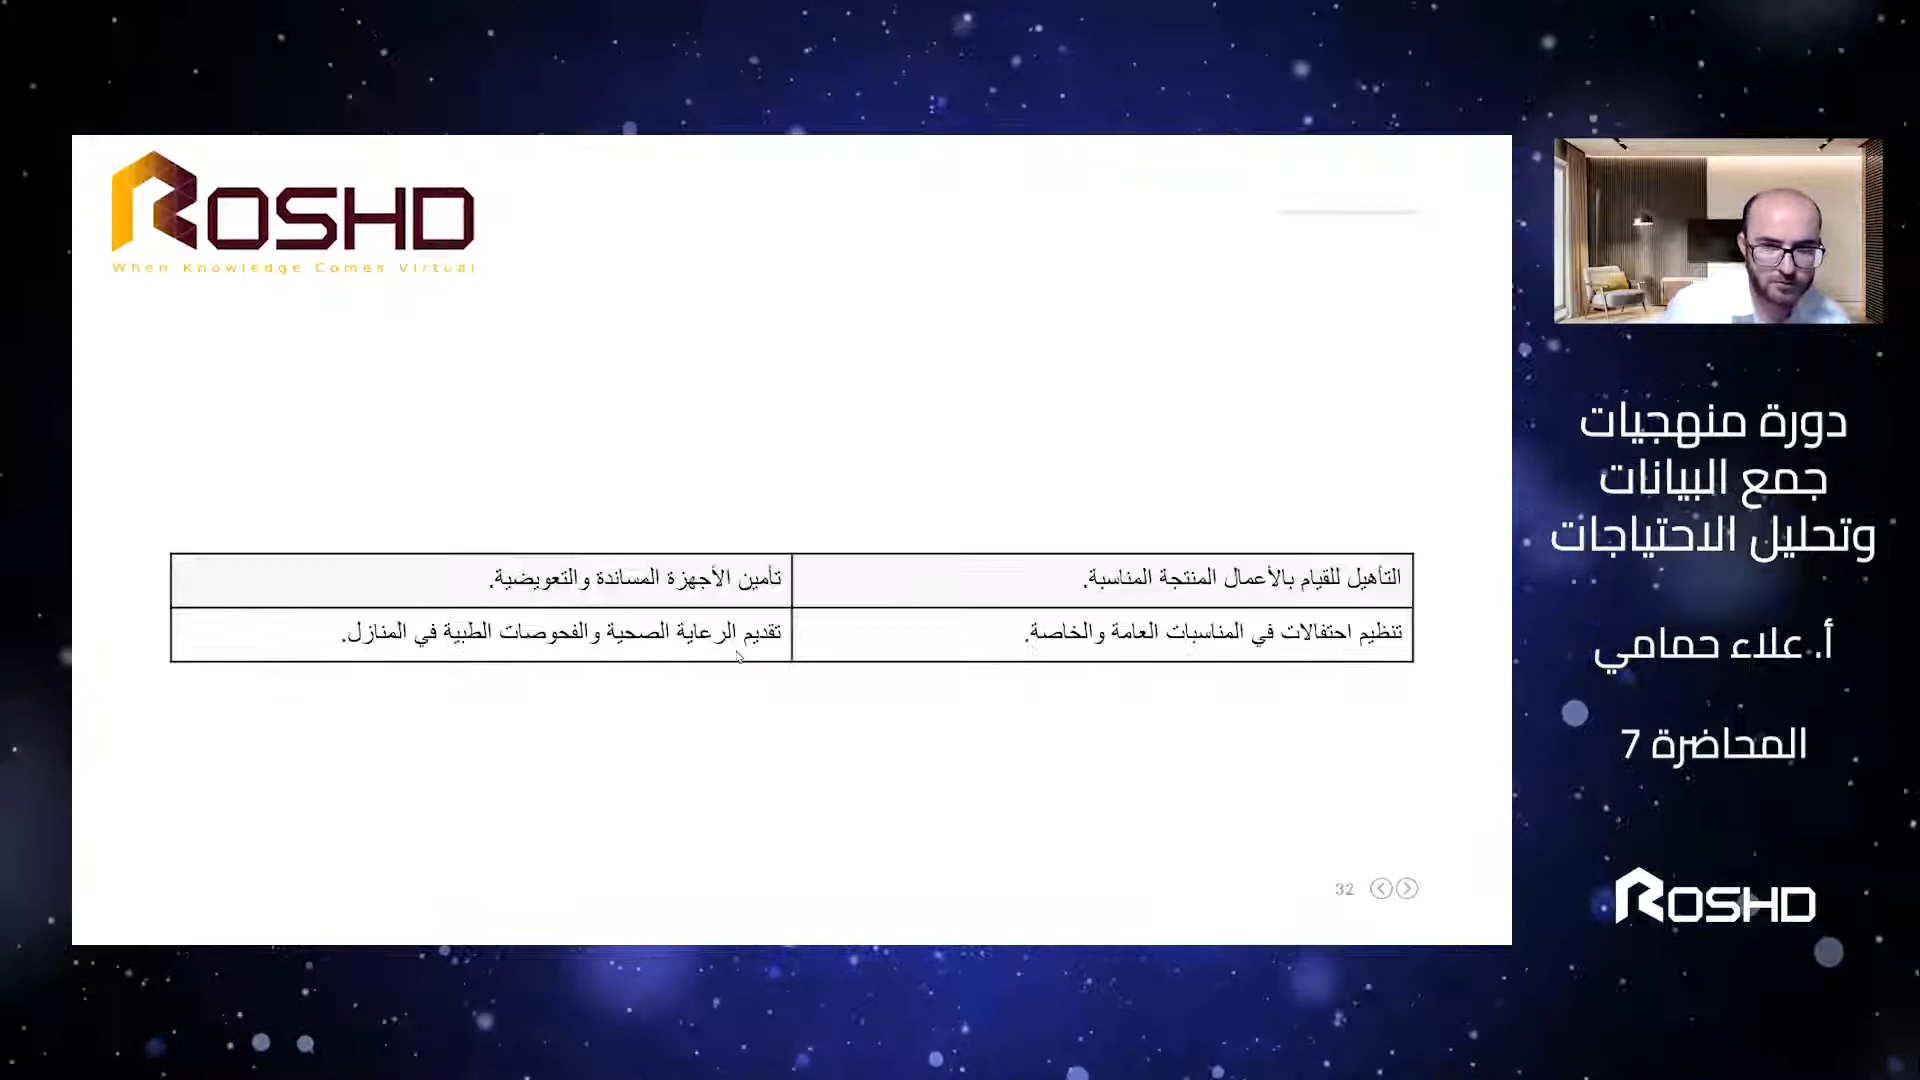 ROSHD
When Knowledge Comes Virtual
التأهيل للقيام بالأعمال المنتجة المناسبة.
تأمين الأجهزة المساندة والتعويضية.
تنظيم احتفالات في المناسبات العامة والخاصة.
تقديم الرعاية الصحية والفحوصات الطبية في المنازل.
32
دورة منهجيات
جمع البيانات
وتحليل الاحتياجات
أ. علاء حمامي
المحاضرة 7
ROSHD